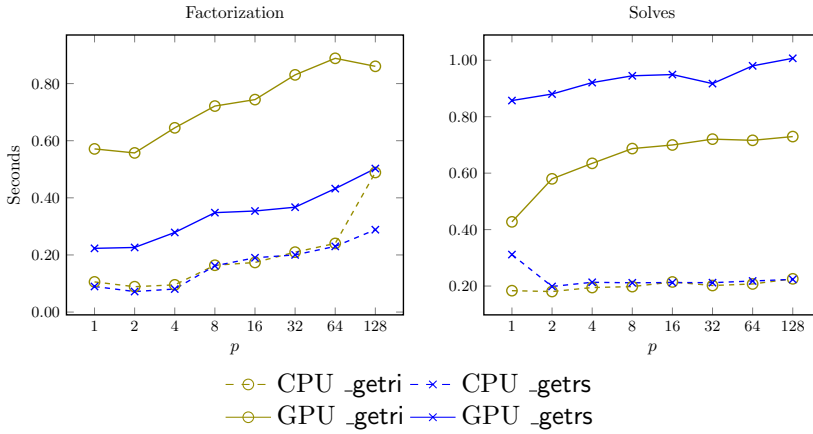 Factorization
Solves
Seconds
0.80
0.60
0.40
0.20
0.00
1 2 4 8 16 32 64 128
p
1.00
0.80
0.60
0.40
0.20
1 2 4 8 16 32 64 128
p
CPU _getri CPU _getrs
GPU _getri GPU _getrs